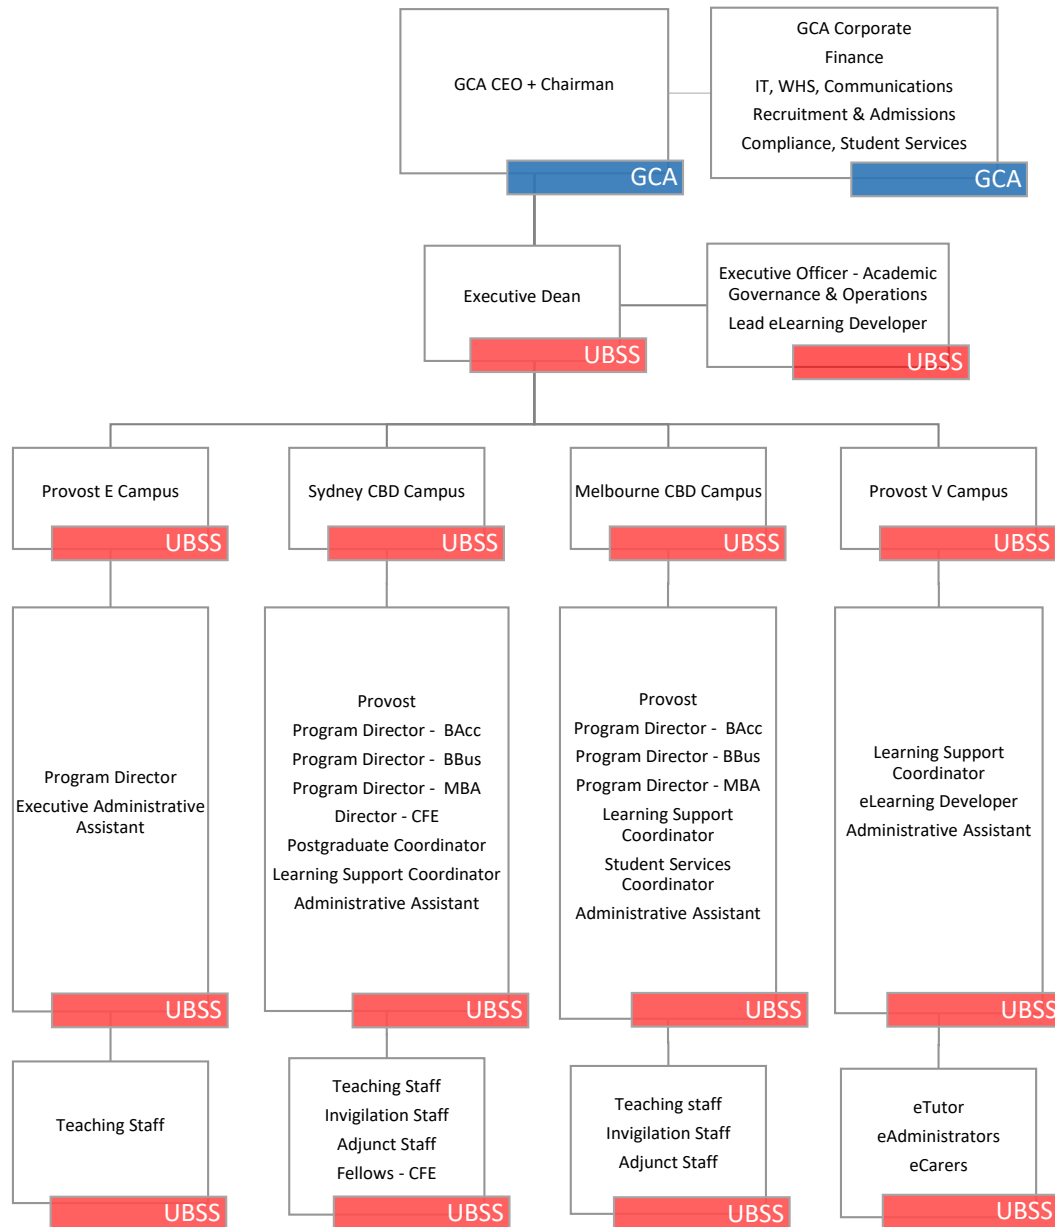 GCA CEO + Chairman
GCA
GCA Corporate
Finance
IT, WHS, Communications
Recruitment & Admissions
Compliance, Student Services
GCA
Executive Dean
UBSS
Executive Officer - Academic
Governance & Operations
Lead eLearning Developer
UBSS
Provost E Campus
UBSS
Sydney CBD Campus
UBSS
Melbourne CBD Campus
UBSS
Provost V Campus
UBSS
Program Director
Executive Administrative
Assistant
UBSS
Provost
Program Director - BAcc
Program Director - BBus
Program Director - MBA
Director - CFE
Postgraduate Coordinator
Learning Support Coordinator
Administrative Assistant
UBSS
Provost
Program Director - BAcc
Program Director - BBus
Program Director - MBA
Learning Support
Coordinator
Student Services
Coordinator
Administrative Assistant
UBSS
Learning Support
Coordinator
eLearning Developer
Administrative Assistant
UBSS
Teaching Staff
UBSS
Teaching Staff
Invigilation Staff
Adjunct Staff
Fellows - CFE
UBSS
Teaching staff
Invigilation Staff
Adjunct Staff
UBSS
eTutor
eAdministrators
eCarers
UBSS